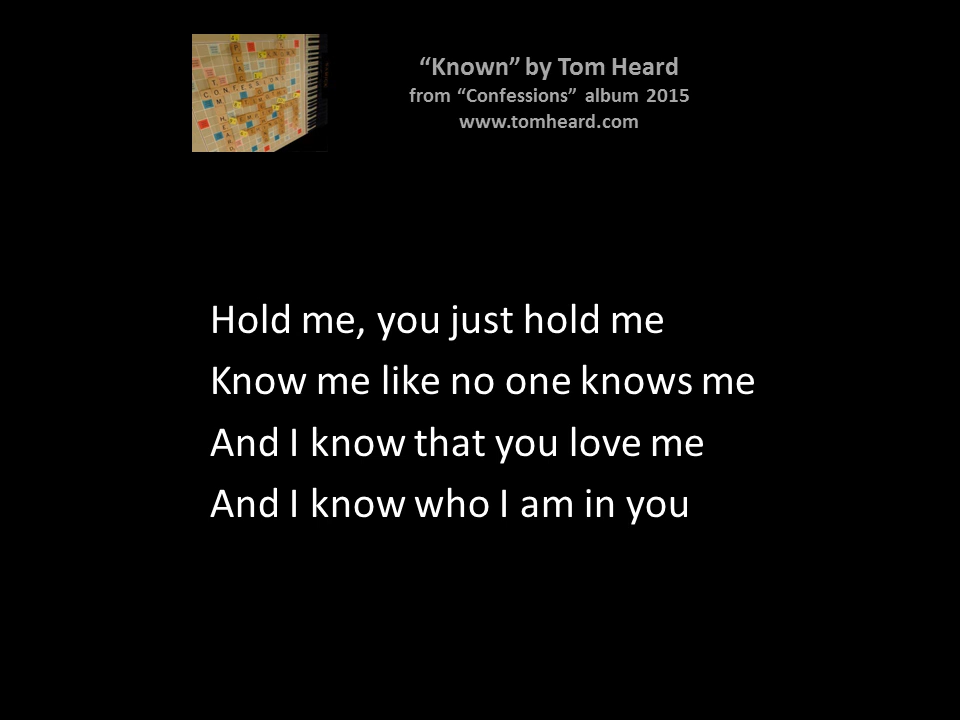 “Known” by Tom Heard
from “Confessions” album 2015
www.tomheard.com
CONFESSIONS
Hold me, you just hold me
Know me like no one knows me
And I know that you love me
And I know who I am in you